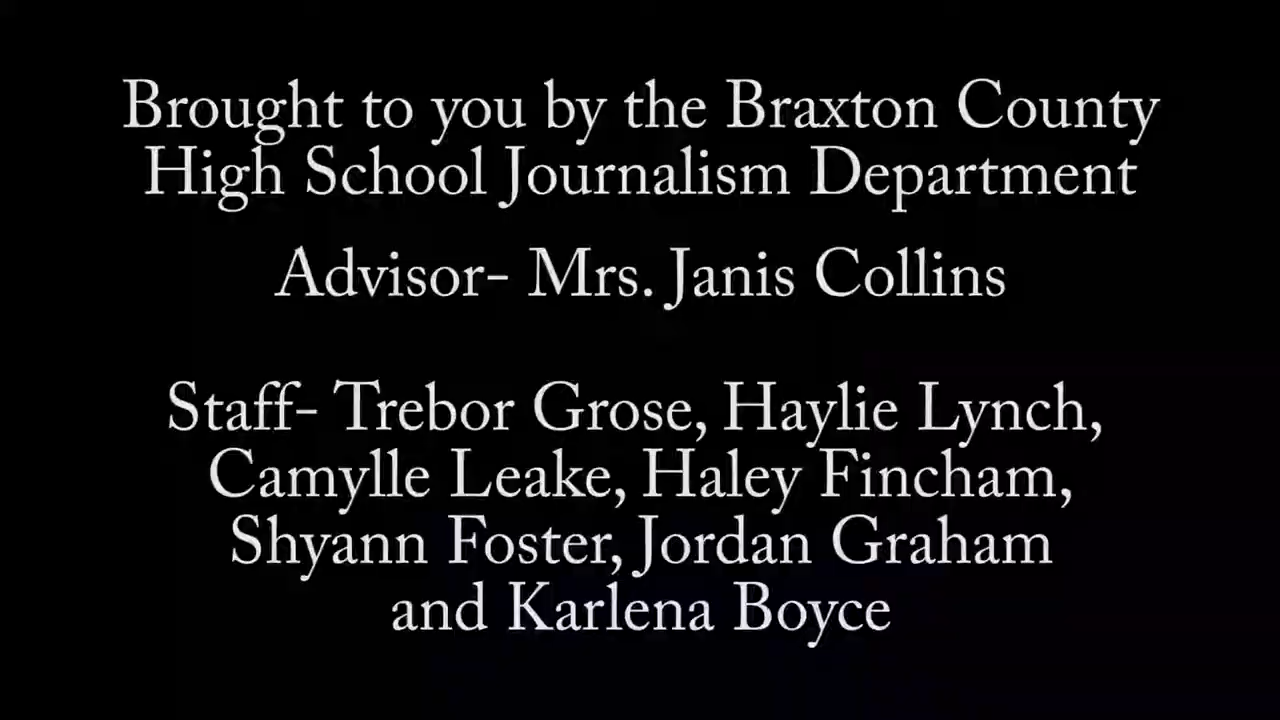 Brought to you by the Braxton County
High School Journalism Department
Advisor- Mrs. Janis Collins
Staff- Trebor Grose, Haylie Lynch,
Camylle Leake, Haley Fincham,
Shyann Foster, Jordan Graham
and Karlena Boyce